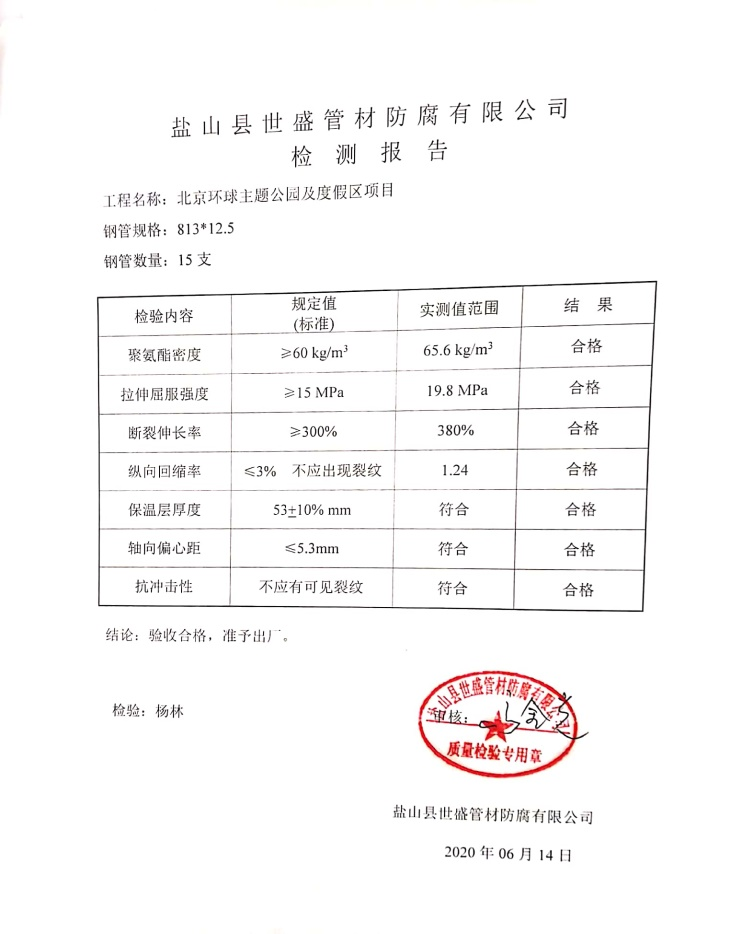 盐山县世盛管材防腐有限公司
检 测 报 告
工程名称：北京环球主题公园及度假区项目
钢管规格：813*12.5
钢管数量：15 支
检验内容 规定值 (标准) 实测值范围 结 果
聚氨酯密度 ≥60 kg/m³ 65.6 kg/m³ 合格
拉伸屈服强度 ≥15 MPa 19.8 MPa 合格
断裂伸长率 ≥300% 380% 合格
纵向回缩率 ≤3% 不应出现裂纹 1.24 合格
保温层厚度 53±10% mm 符合 合格
轴向偏心距 ≤5.3mm 符合 合格
抗冲击性 不应有可见裂纹 符合 合格
结论：验收合格，准予出厂。
检验：杨林
盐山县世盛管材防腐有限公司
审核：
质量检验专用章
盐山县世盛管材防腐有限公司
2020 年 06 月 14 日